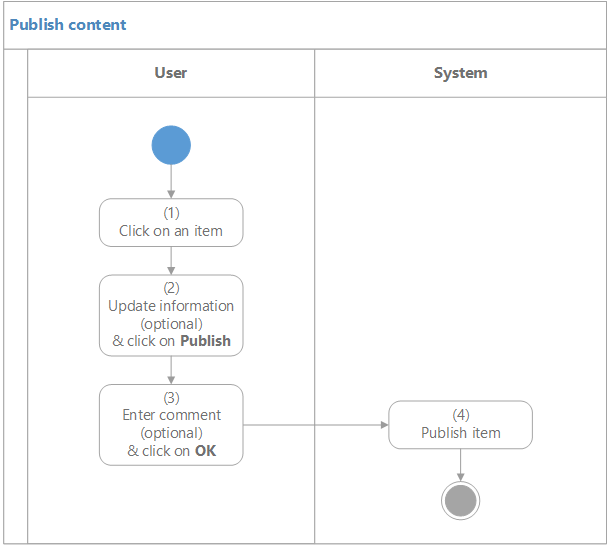 Publish content
User
System
(1)
Click on an item
(2)
Update information
(optional)
& click on Publish
(3)
Enter comment
(optional)
& click on OK
(4)
Publish item